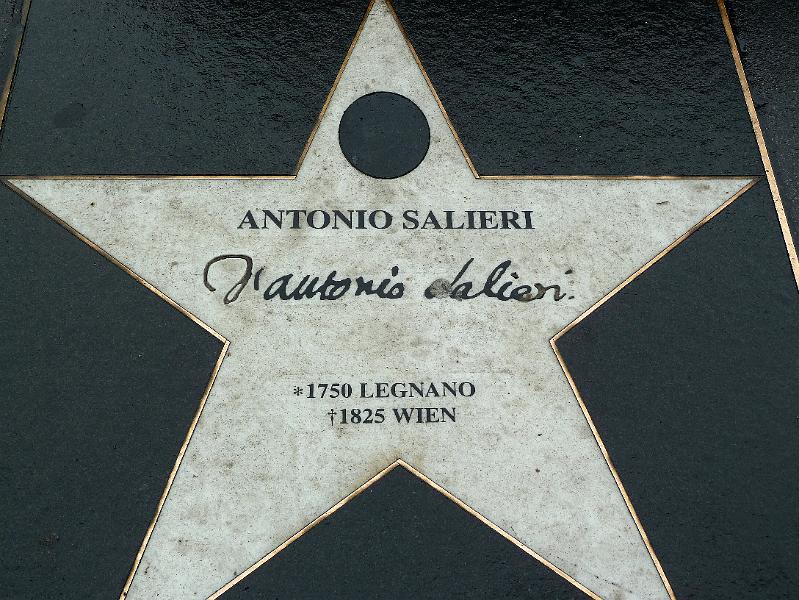 ANTONIO SALIERI
d'antonio Salieri.
*1750 LEGNANO
†1825 WIEN